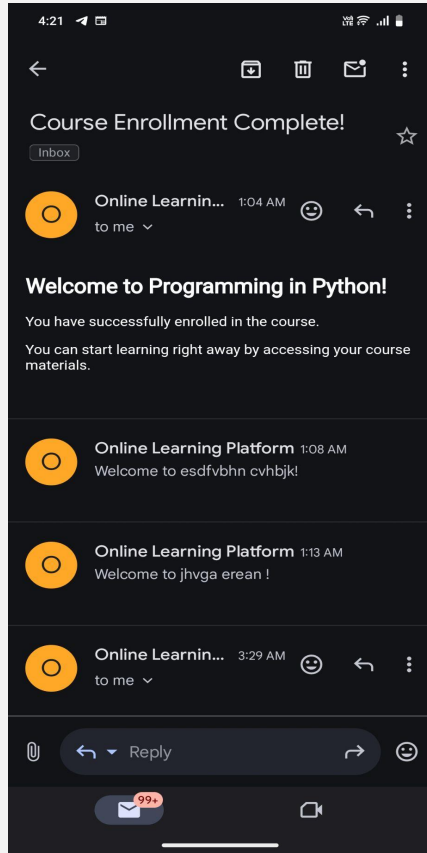 4:21
Vo) LTE
Course Enrollment Complete!
Inbox
O
Online Learnin... 1:04 AM
to me
Welcome to Programming in Python!
You have successfully enrolled in the course.
You can start learning right away by accessing your course
materials.
O
Online Learning Platform 1:08 AM
Welcome to esdfvbhn cvhbjk!
O
Online Learning Platform 1:13 AM
Welcome to jhvga erean !
O
Online Learnin... 3:29 AM
to me
Reply
99+